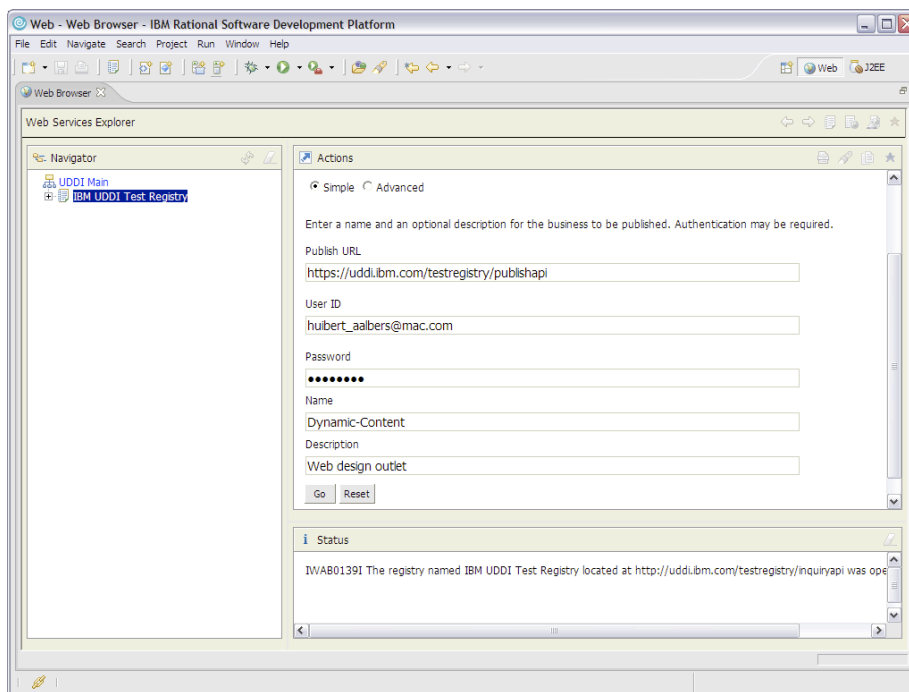 Web - Web Browser - IBM Rational Software Development Platform
File Edit Navigate Search Project Run Window Help
Web J2EE
Web Browser
Web Services Explorer
Navigator
UDDI Main
IBM UDDI Test Registry
Actions
Simple Advanced
Enter a name and an optional description for the business to be published. Authentication may be required.
Publish URL
https://uddi.ibm.com/testregistry/publishapi
User ID
huibert_aalbers@mac.com
Password
••••••••
Name
Dynamic-Content
Description
Web design outlet
Go Reset
i Status
IWAB0139I The registry named IBM UDDI Test Registry located at http://uddi.ibm.com/testregistry/inquiryapi was ope